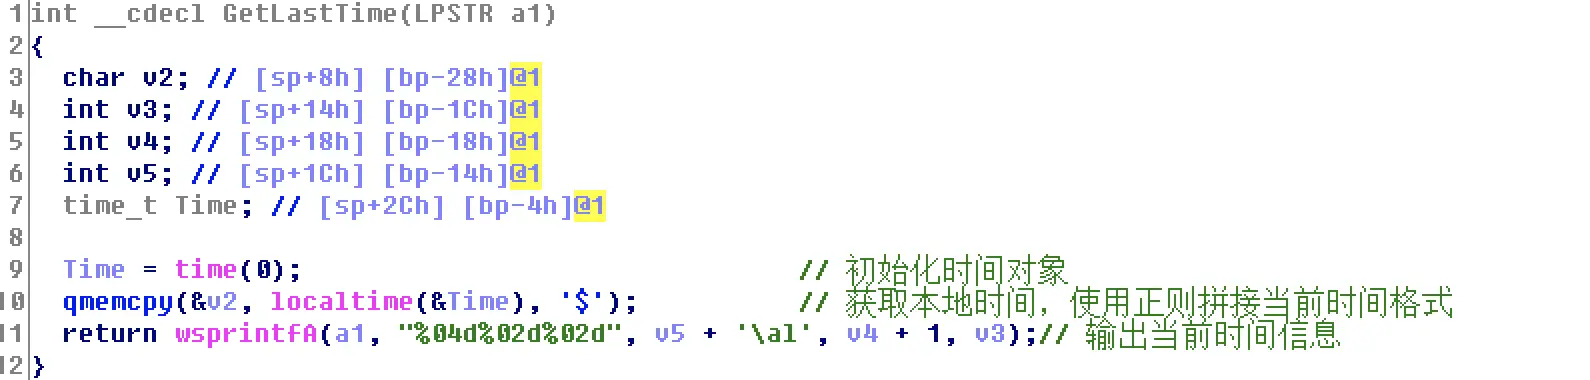 1 int __cdecl GetLastTime(LPSTR a1)
2 {
3 char v2; // [sp+8h] [bp-28h]@1
4 int v3; // [sp+14h] [bp-1Ch]@1
5 int v4; // [sp+18h] [bp-18h]@1
6 int v5; // [sp+1Ch] [bp-14h]@1
7 time_t Time; // [sp+2Ch] [bp-4h]@1
8
9 Time = time(0); // 初始化时间对象
10 qmemcpy(&v2, localtime(&Time), '$'); // 获取本地时间，使用正则拼接当前时间格式
11 return wsprintfA(a1, "%04d%02d%02d", v5 + '\al', v4 + 1, v3);// 输出当前时间信息
12 }